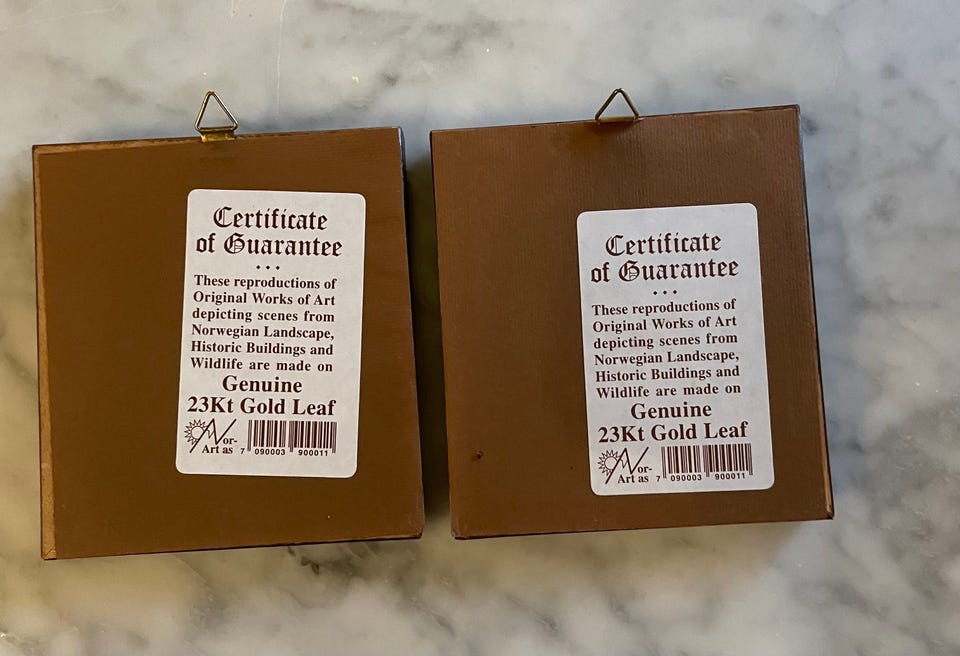 Certificate
of Guarantee
• • •
These reproductions of
Original Works of Art
depicting scenes from
Norwegian Landscape,
Historic Buildings and
Wildlife are made on
Genuine
23Kt Gold Leaf
Nor-
Art as
7 090003 900011
Certificate
of Guarantee
• • •
These reproductions of
Original Works of Art
depicting scenes from
Norwegian Landscape,
Historic Buildings and
Wildlife are made on
Genuine
23Kt Gold Leaf
Nor-
Art as
7 090003 900011